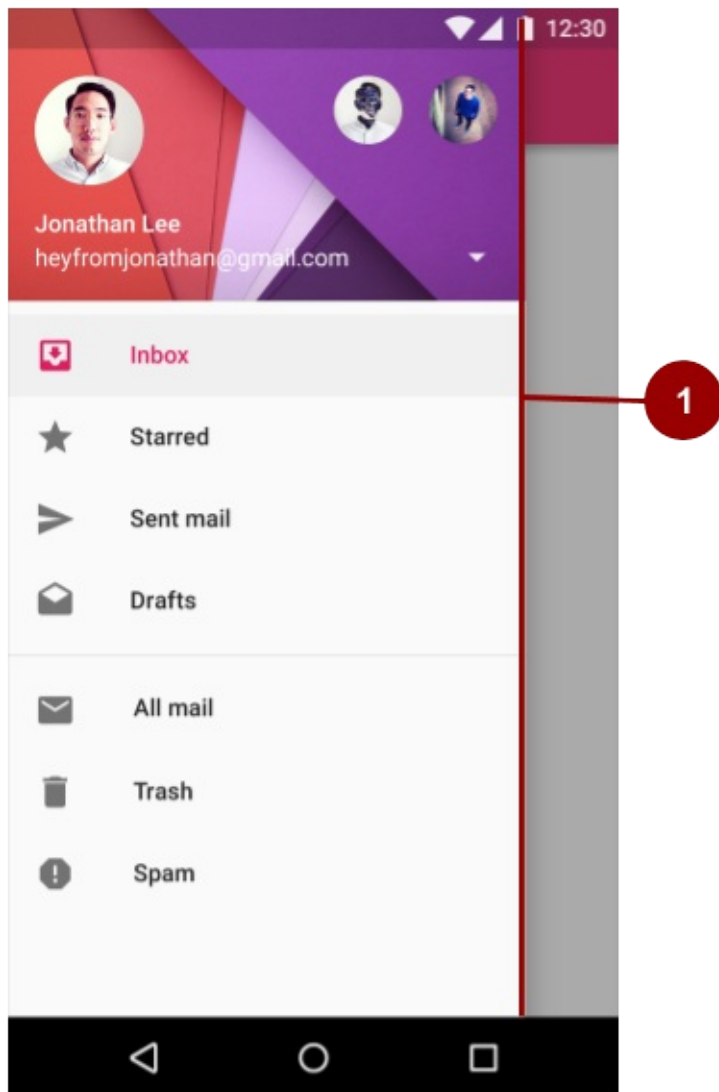 12:30
Jonathan Lee
heyfromjonathan@gmail.com
Inbox
1
Starred
Sent mail
Drafts
All mail
Trash
Spam